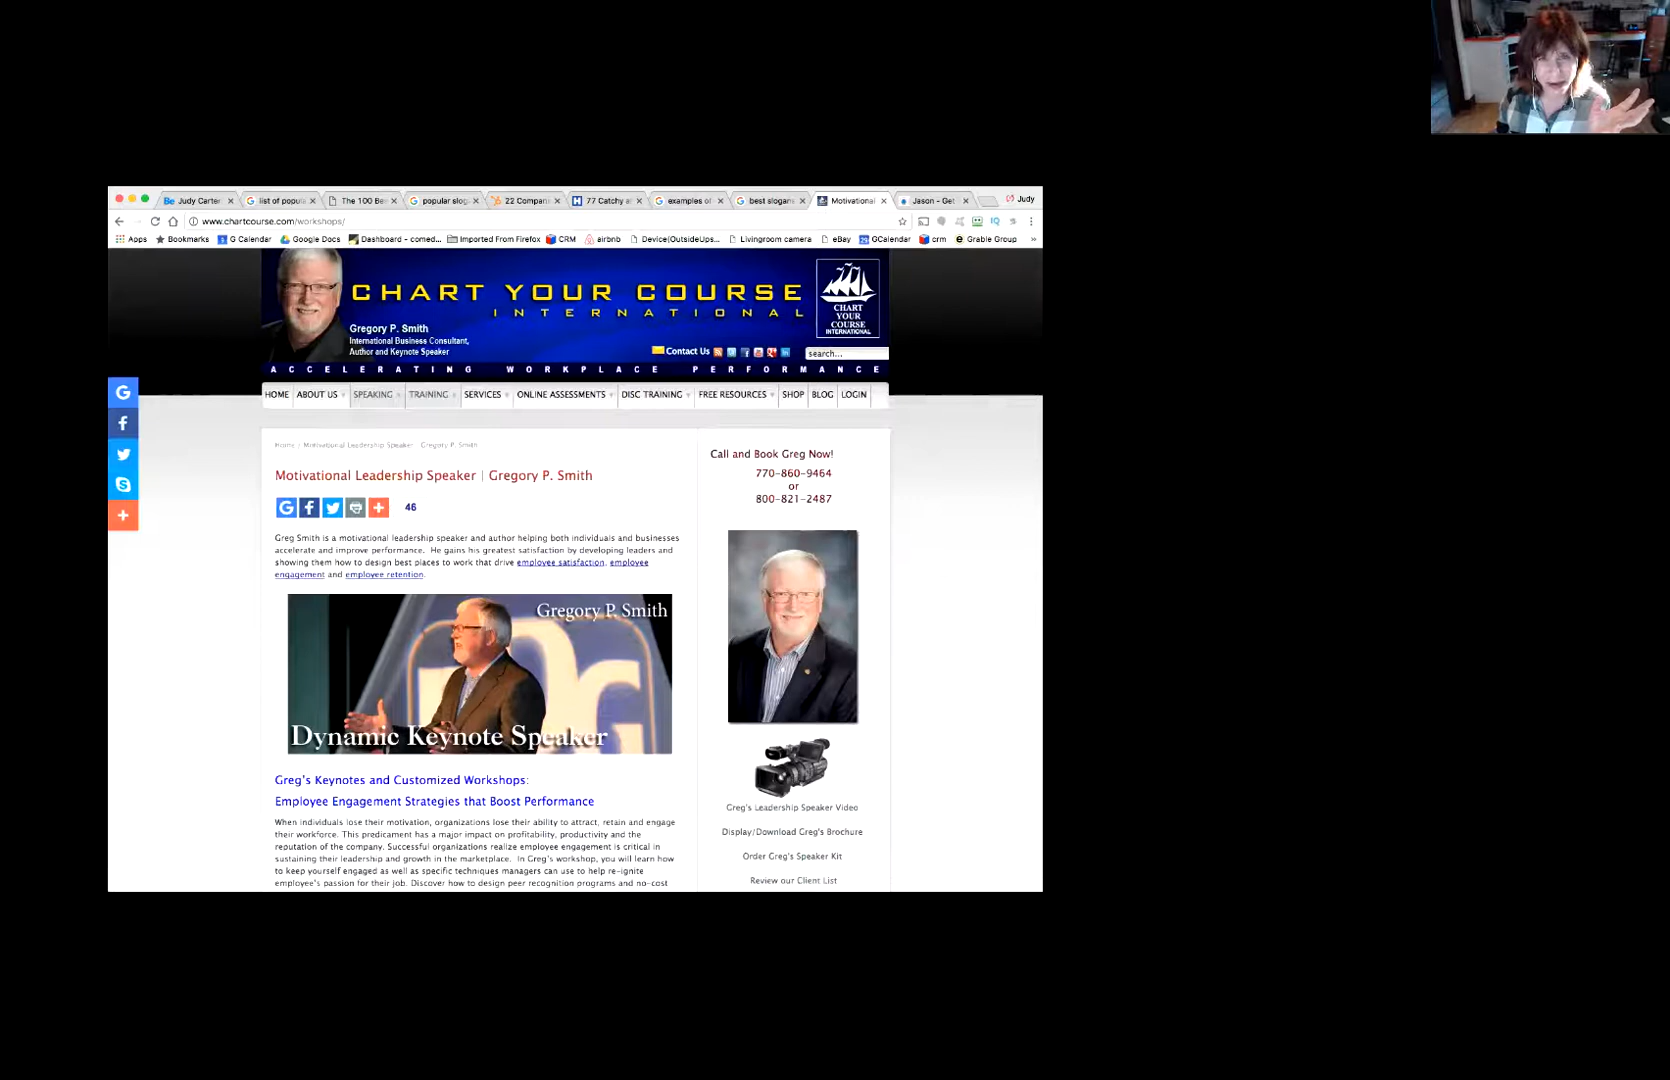 Judy Carter
list of popula
The 100 Be
popular slog
22 Compan
77 Catchy a
examples of
best slogans
Motivational
Jason - Get
Judy
www.chartcourse.com/workshops/
Apps
Bookmarks
G Calendar
Google Docs
Dashboard - comed...
Imported From Firefox
CRM
airbnb
Device(OutsideUps...
Livingroom camera
eBay
GCalendar
crm
Grable Group
»
CHART YOUR COURSE
INTERNATIONAL
Gregory P. Smith
International Business Consultant,
Author and Keynote Speaker
CHART
YOUR
COURSE
INTERNATIONAL
Contact Us
search...
ACCELERATING WORKPLACE PERFORMANCE
HOME
ABOUT US
SPEAKING
TRAINING
SERVICES
ONLINE ASSESSMENTS
DISC TRAINING
FREE RESOURCES
SHOP
BLOG
LOGIN
Home / Motivational Leadership Speaker | Gregory P. Smith
Motivational Leadership Speaker | Gregory P. Smith
46
Greg Smith is a motivational leadership speaker and author helping both individuals and businesses
accelerate and improve performance. He gains his greatest satisfaction by developing leaders and
showing them how to design best places to work that drive employee satisfaction, employee
engagement and employee retention.
Gregory P. Smith
Dynamic Keynote Speaker
Greg's Keynotes and Customized Workshops:
Employee Engagement Strategies that Boost Performance
When individuals lose their motivation, organizations lose their ability to attract, retain and engage
their workforce. This predicament has a major impact on profitability, productivity and the
reputation of the company. Successful organizations realize employee engagement is critical in
sustaining their leadership and growth in the marketplace. In Greg's workshop, you will learn how
to keep yourself engaged as well as specific techniques managers can use to help re-ignite
employee's passion for their job. Discover how to design peer recognition programs and no-cost
Call and Book Greg Now!
770-860-9464
or
800-821-2487
Greg's Leadership Speaker Video
Display/Download Greg's Brochure
Order Greg's Speaker Kit
Review our Client List